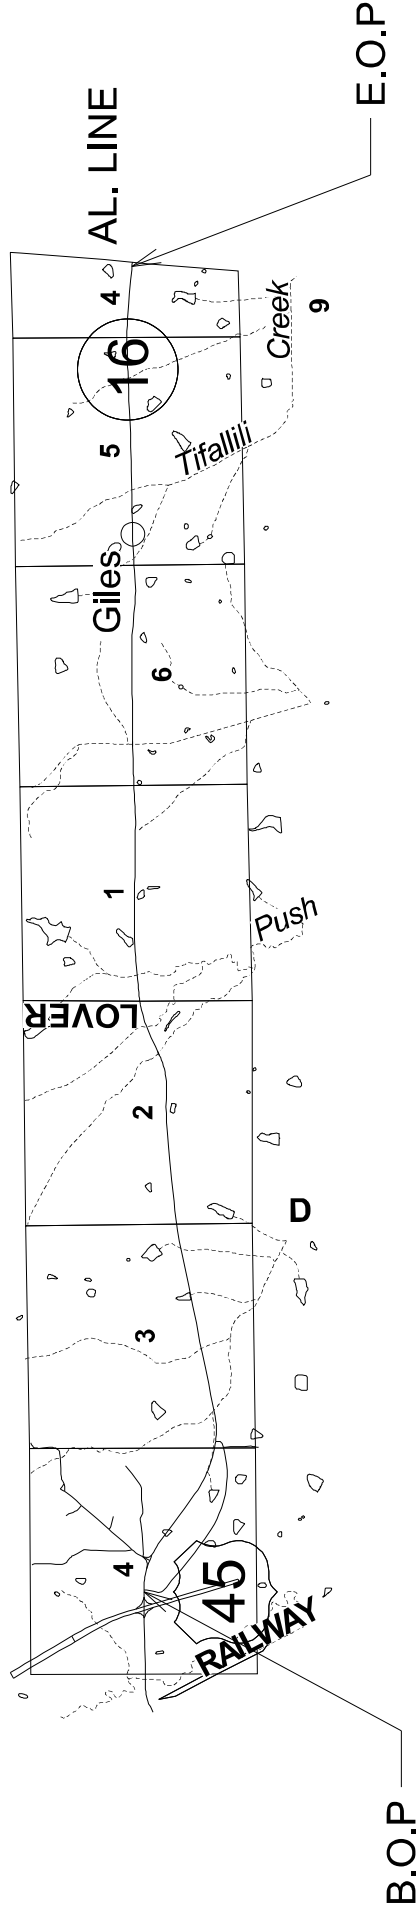 E.O.P
AL. LINE
4
9
Creek
16
5
Tifallili
Giles
6
1
Push
LOVER
2
D
3
4
45
RAILWAY
B.O.P